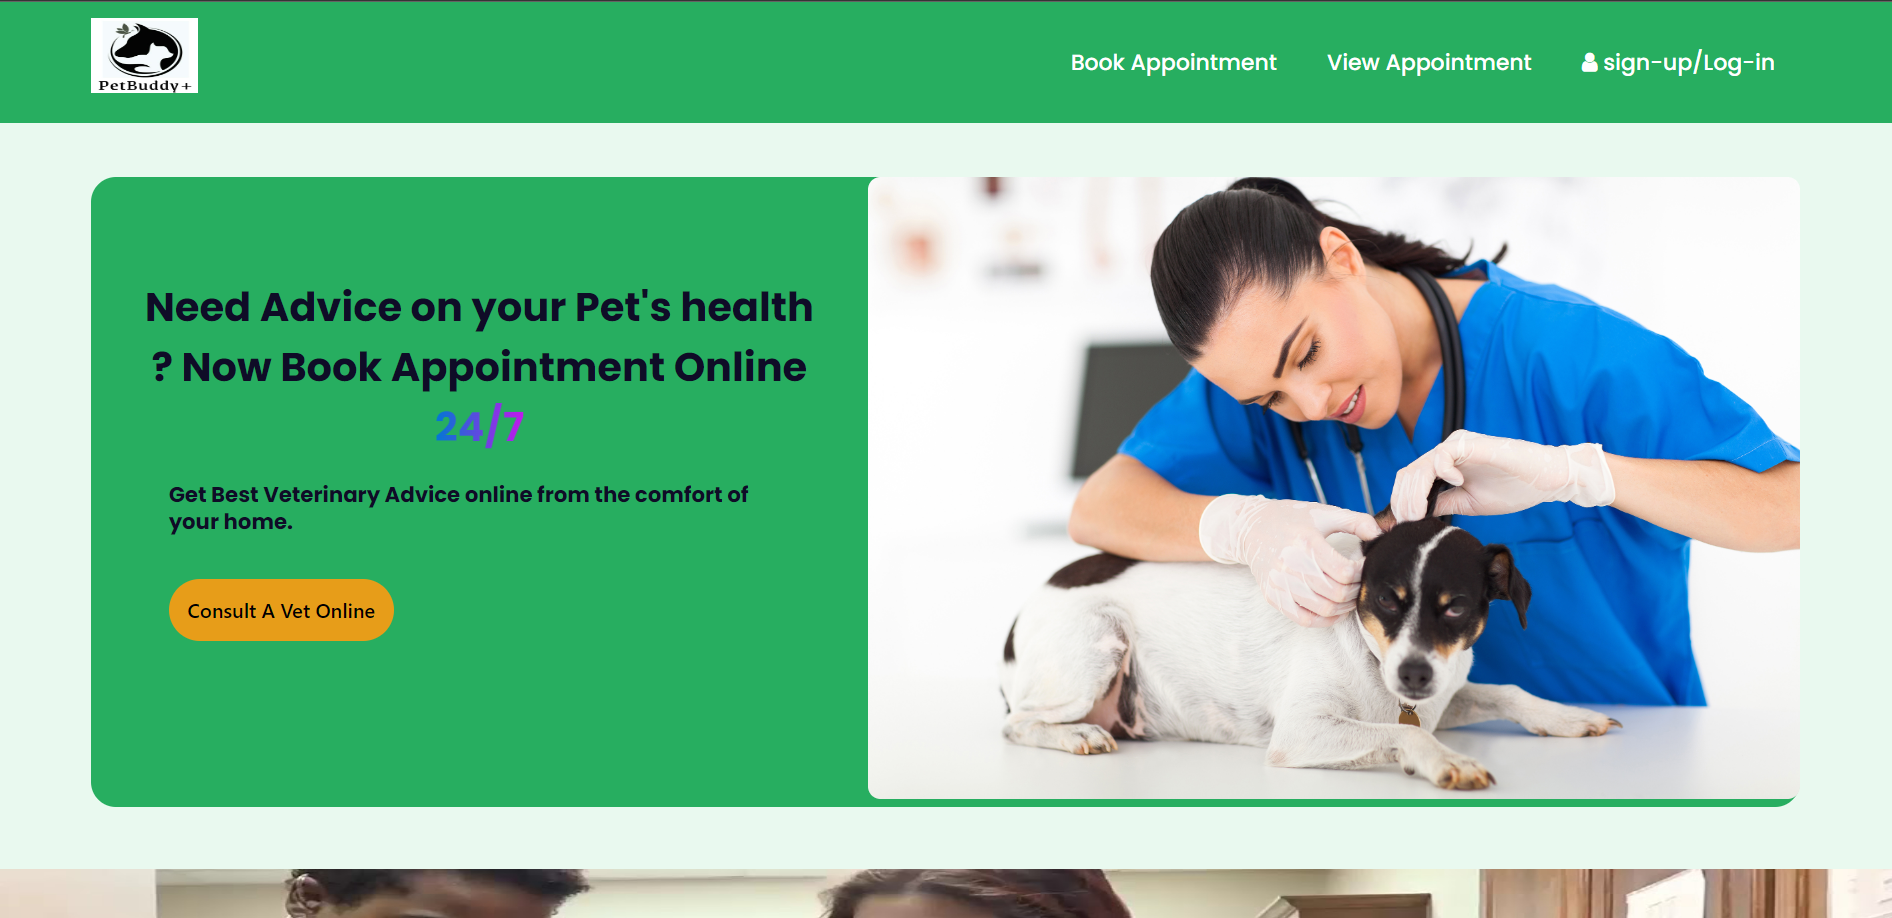 PetBuddy+
Book Appointment
View Appointment
sign-up/Log-in
Need Advice on your Pet's health
? Now Book Appointment Online
24/7
Get Best Veterinary Advice online from the comfort of
your home.
Consult A Vet Online